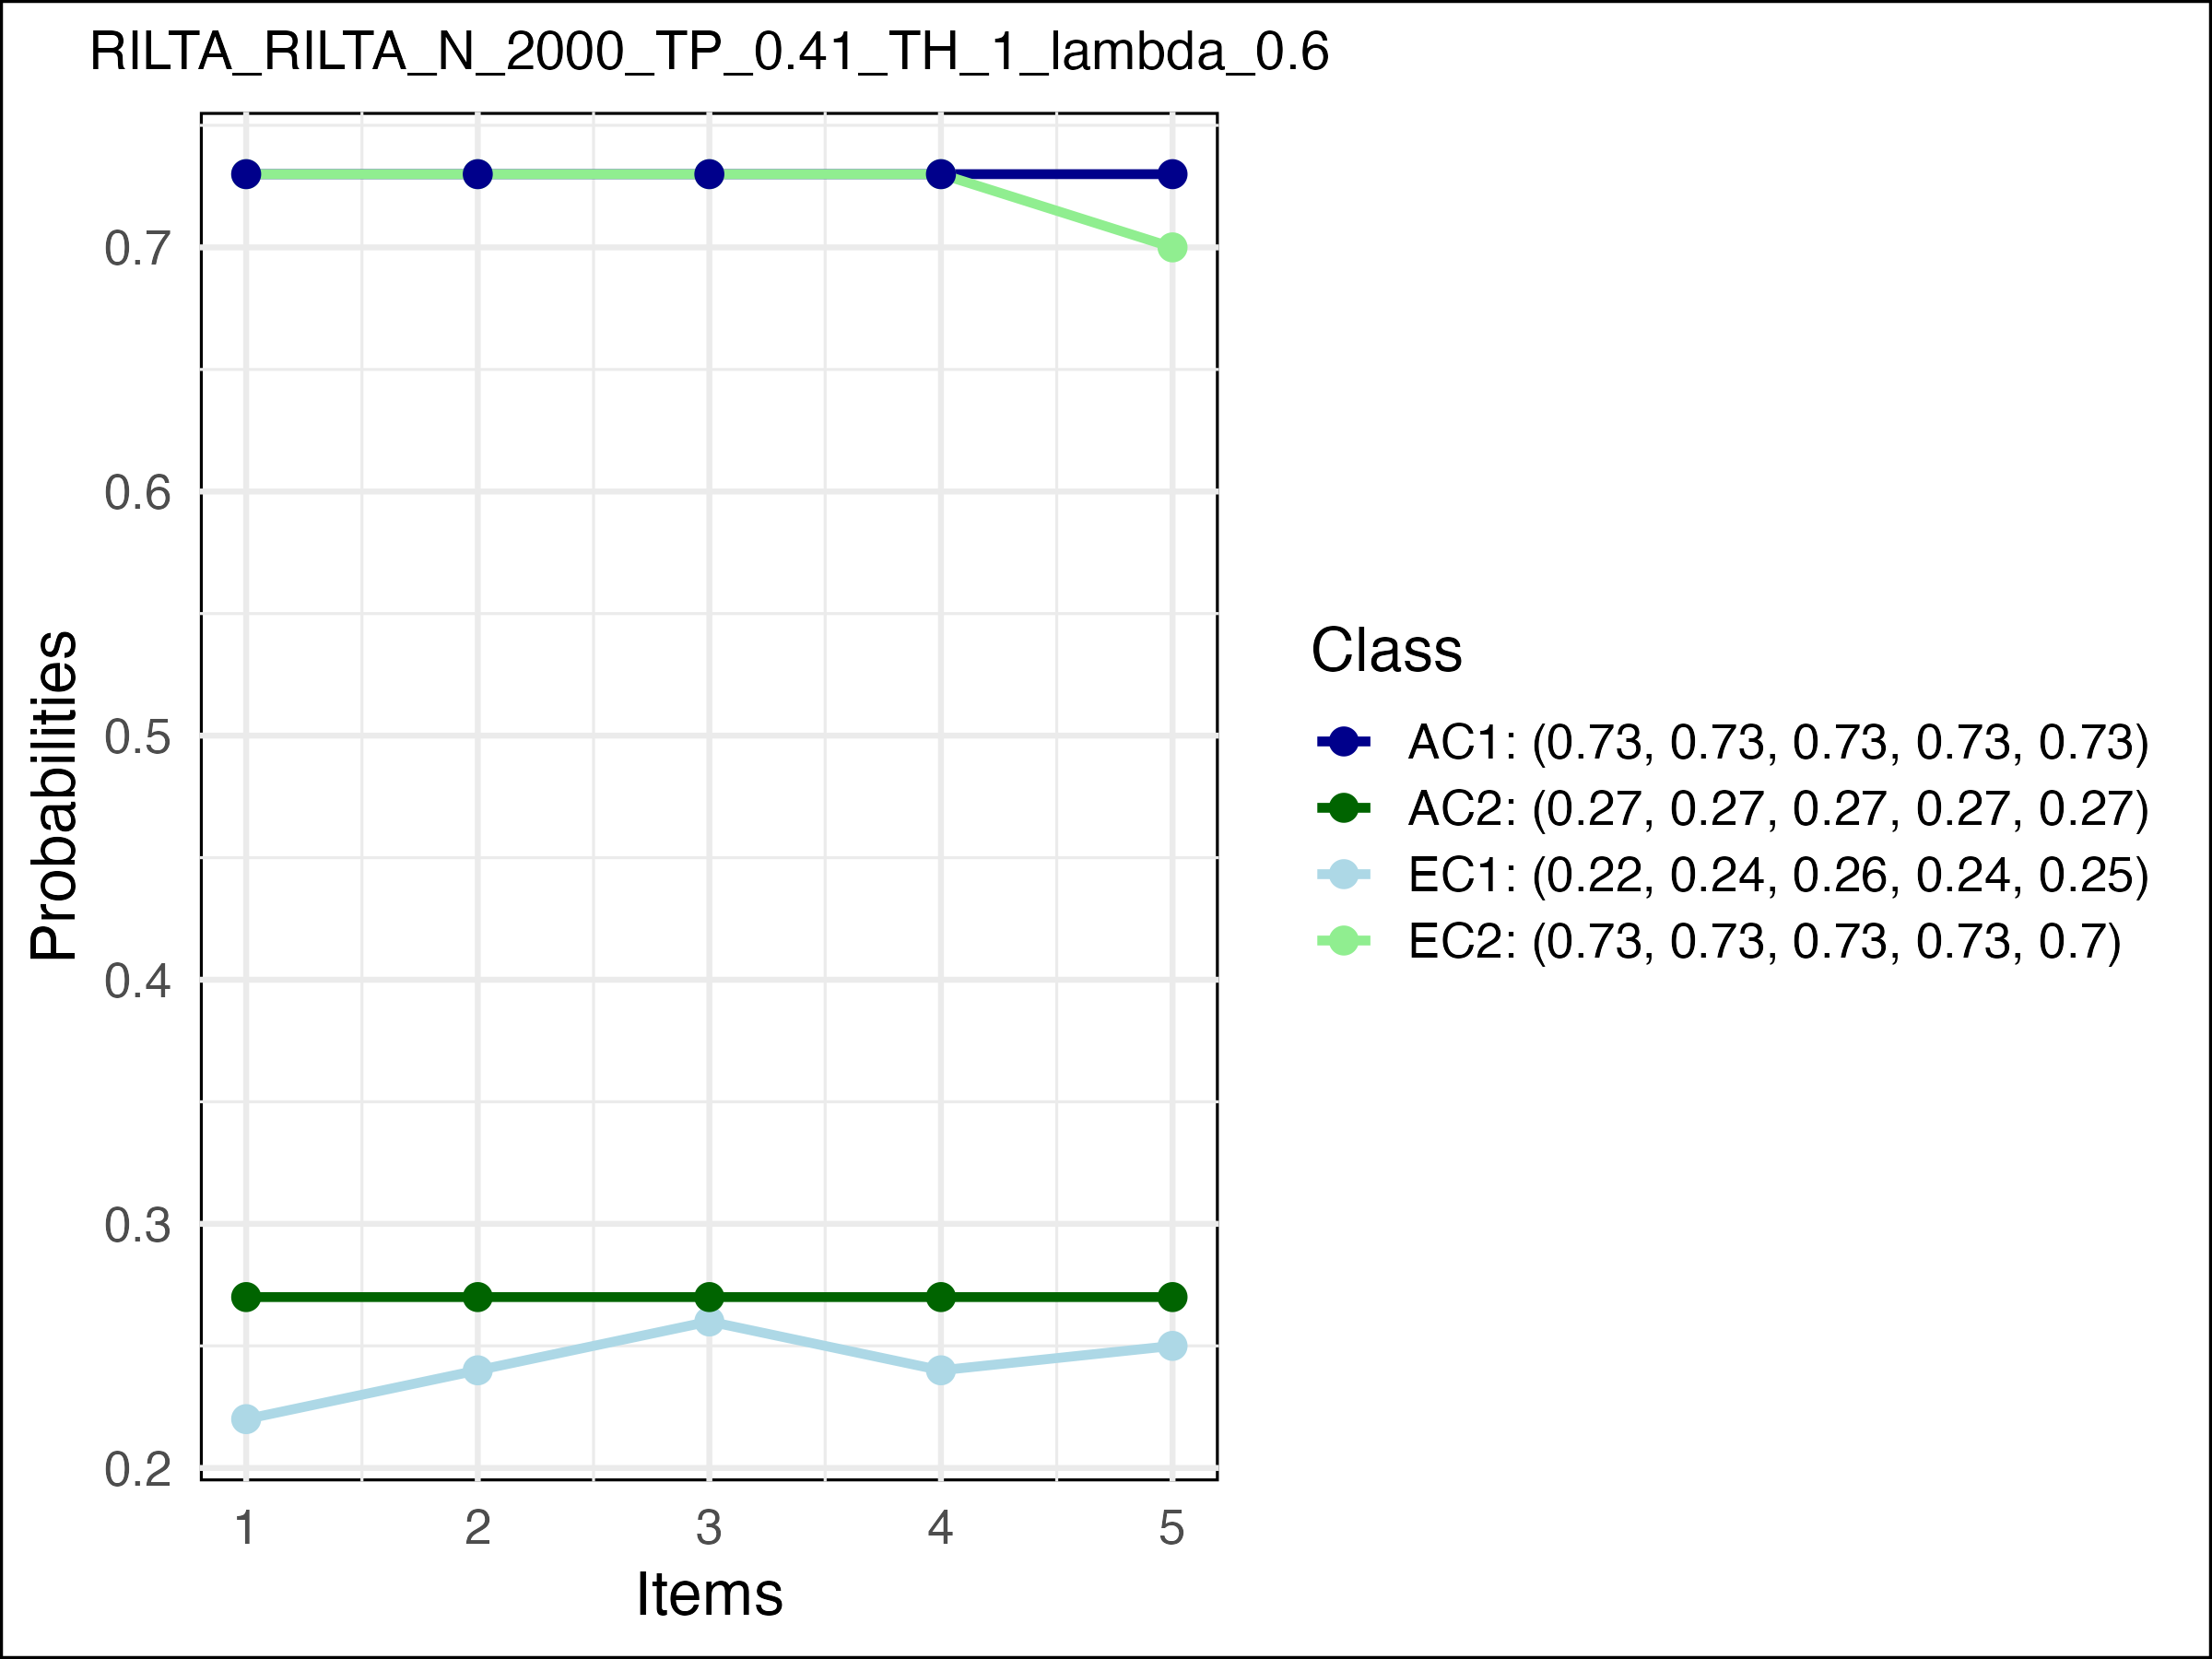 RILTA_RILTA_N_2000_TP_0.41_TH_1_lambda_0.6
Probabilities
0.7
0.6
0.5
0.4
0.3
0.2
1 2 3 4 5
Items
Class
AC1: (0.73, 0.73, 0.73, 0.73, 0.73)
AC2: (0.27, 0.27, 0.27, 0.27, 0.27)
EC1: (0.22, 0.24, 0.26, 0.24, 0.25)
EC2: (0.73, 0.73, 0.73, 0.73, 0.7)